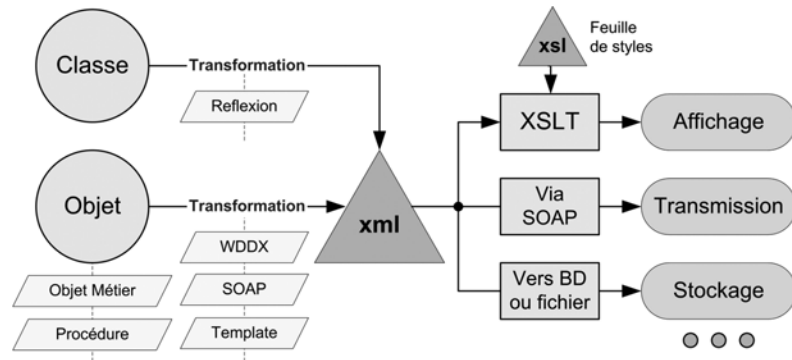 Classe
Transformation
Reflexion
xsl
Feuille
de styles
XSLT
Affichage
Objet
Transformation
xml
Via
SOAP
Transmission
WDDX
Objet Métier
SOAP
Vers BD
ou fichier
Stockage
Procédure
Template